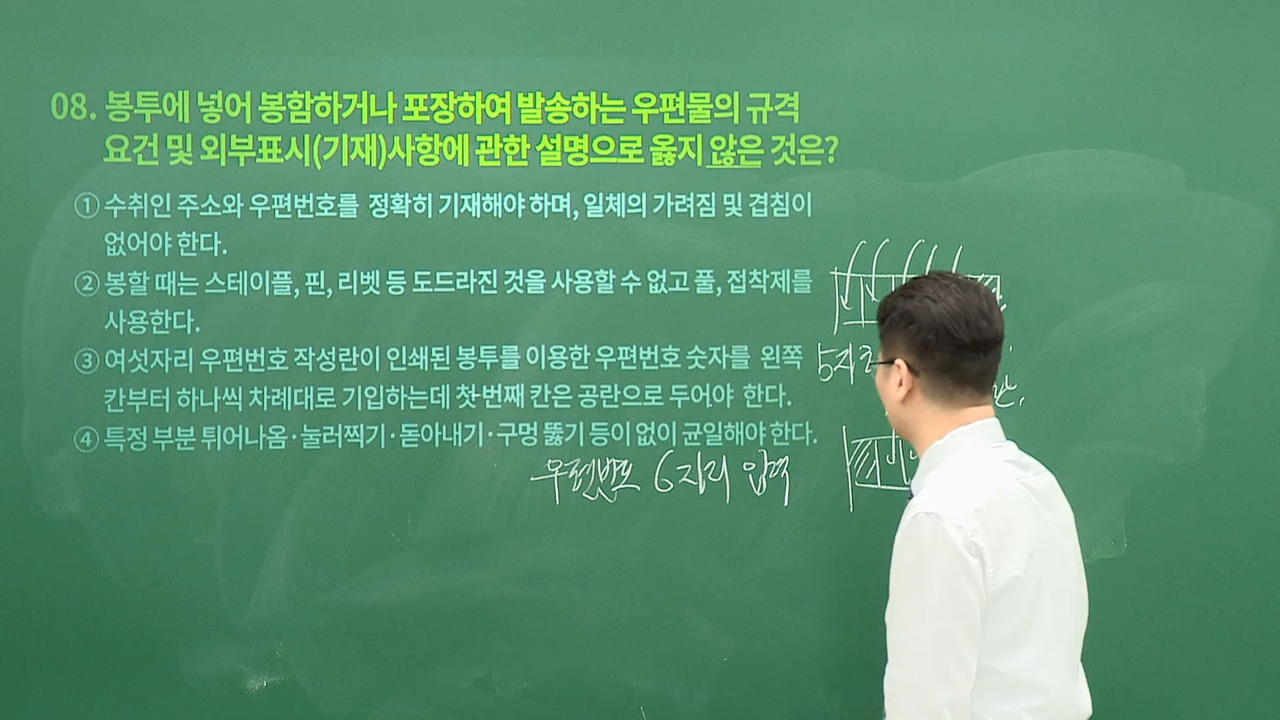 08. 봉투에 넣어 봉함하거나 포장하여 발송하는 우편물의 규격
요건 및 외부표시(기재)사항에 관한 설명으로 옳지 않은 것은?
① 수취인 주소와 우편번호를 정확히 기재해야 하며, 일체의 가려짐 및 겹침이
없어야 한다.
② 봉할 때는 스테이플, 핀, 리벳 등 도드라진 것을 사용할 수 없고 풀, 접착제를
사용한다.
③ 여섯자리 우편번호 작성란이 인쇄된 봉투를 이용한 우편번호 숫자를 왼쪽
칸부터 하나씩 차례대로 기입하는데 첫 번째 칸은 공란으로 두어야 한다.
④ 특정 부분 튀어나옴·눌러찍기·돋아내기·구멍 뚫기 등이 없이 균일해야 한다.
5자리
6자리